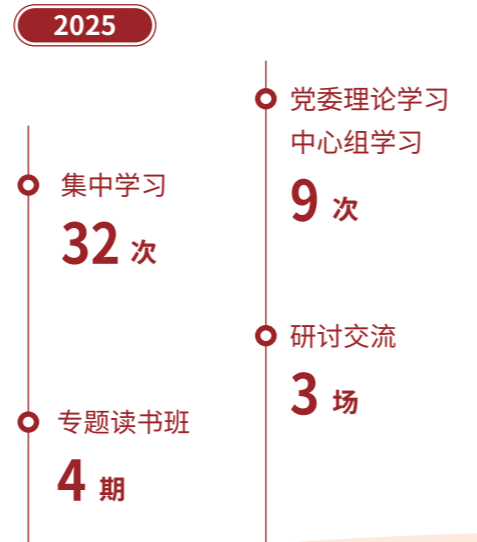 2025
集中学习
32 次
专题读书班
4 期
党委理论学习
中心组学习
9 次
研讨交流
3 场